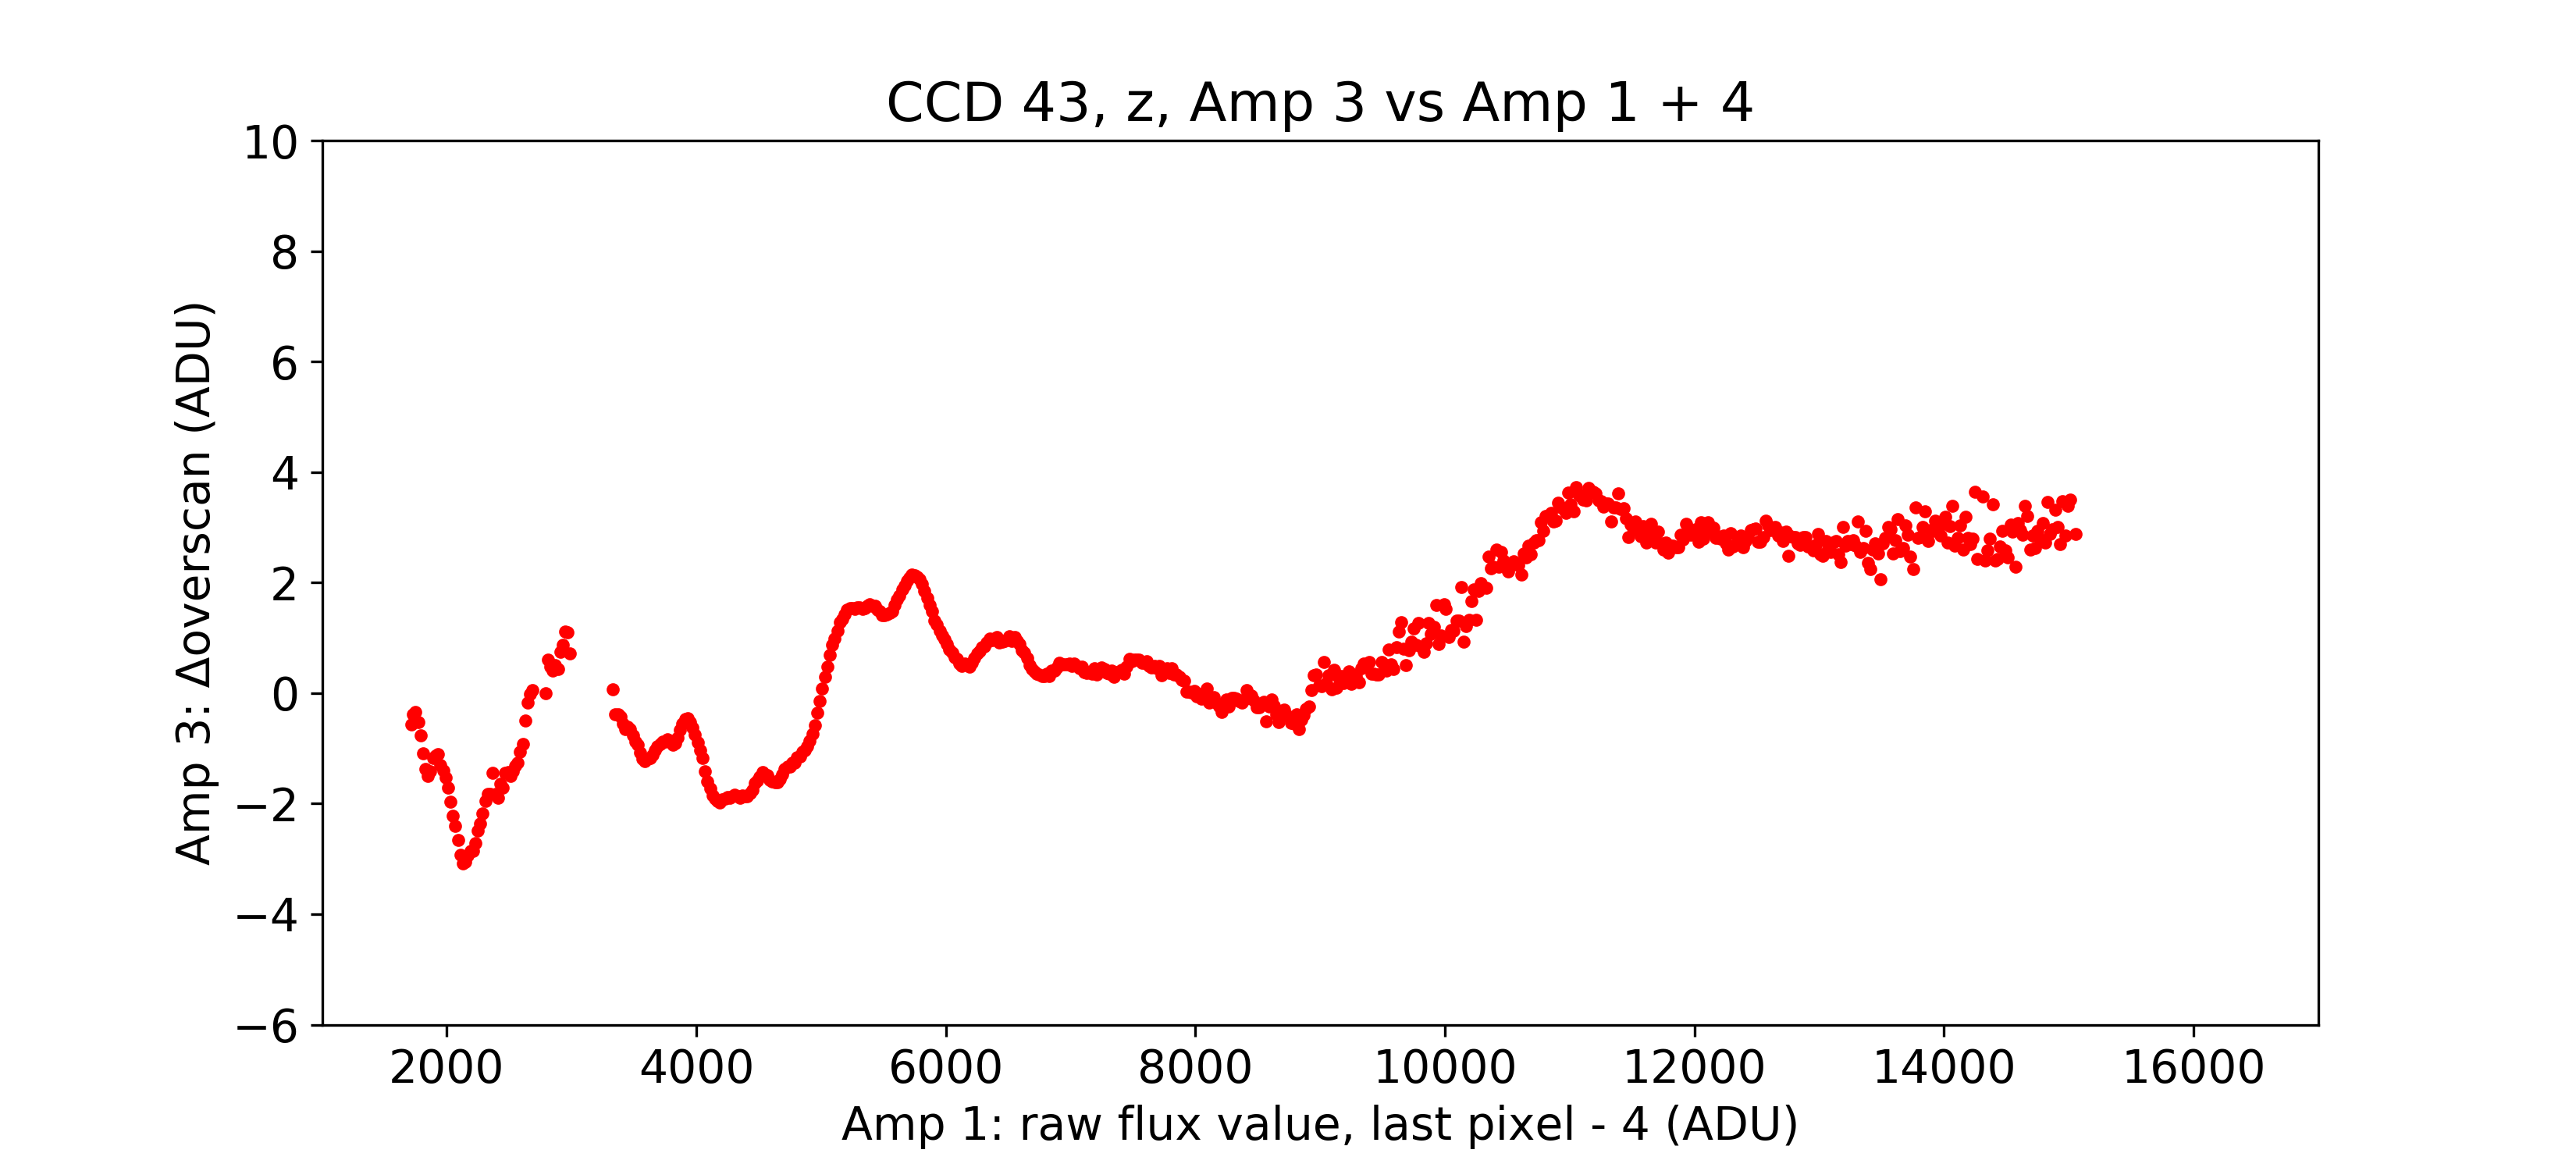 CCD 43, z, Amp 3 vs Amp 1 + 4
10
8
6
4
2
0
−2
−4
−6
Amp 3: Δoverscan (ADU)
2000 4000 6000 8000 10000 12000 14000 16000
Amp 1: raw flux value, last pixel - 4 (ADU)